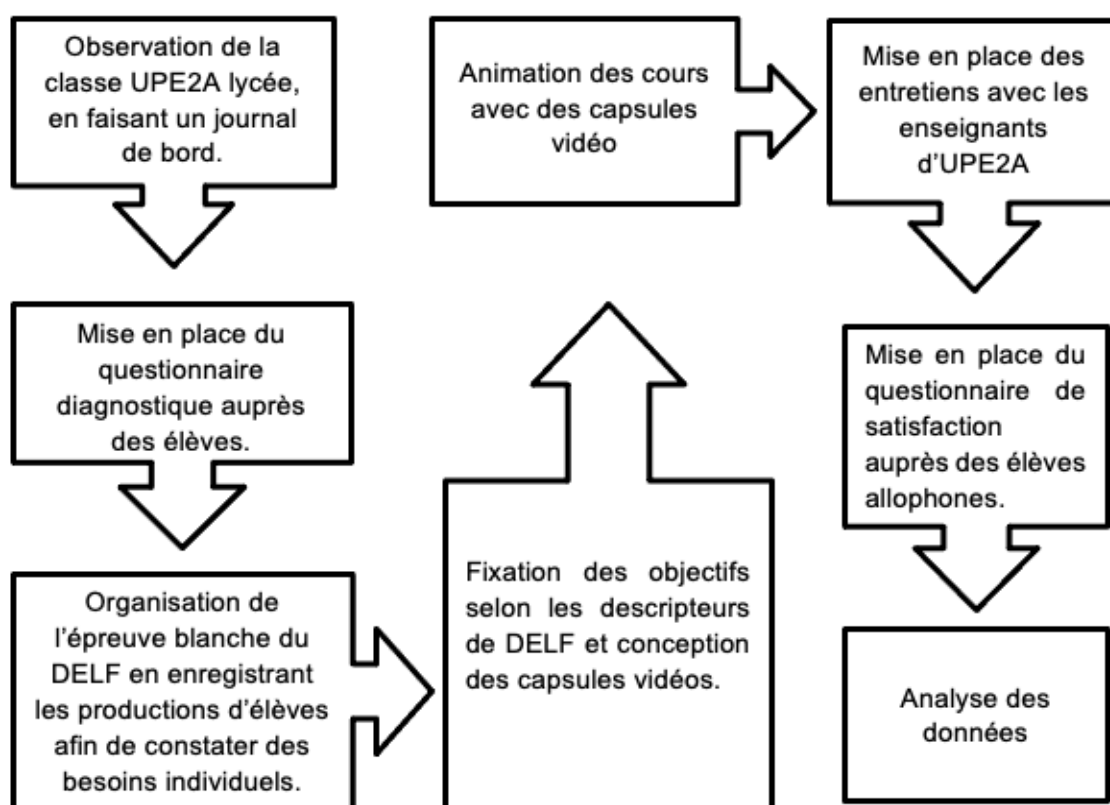 Observation de la
classe UPE2A lycée,
en faisant un journal
de bord.
Mise en place du
questionnaire
diagnostique auprès
des élèves.
Organisation de
l'épreuve blanche du
DELF en enregistrant
les productions d'élèves
afin de constater des
besoins individuels.
Fixation des objectifs
selon les descripteurs
de DELF et conception
des capsules vidéos.
Animation des cours
avec des capsules
vidéo
Mise en place des
entretiens avec les
enseignants
d'UPE2A
Mise en place du
questionnaire de
satisfaction
auprès des élèves
allophones.
Analyse des
données